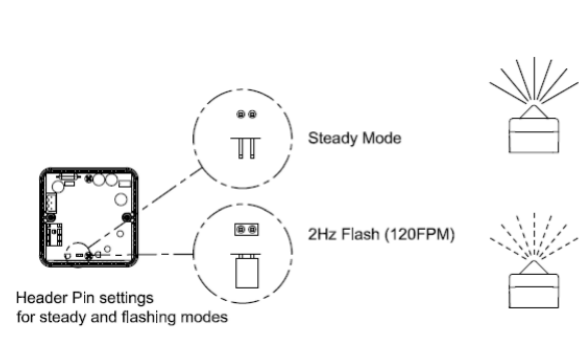 Steady Mode
2Hz Flash (120FPM)
Header Pin settings
for steady and flashing modes